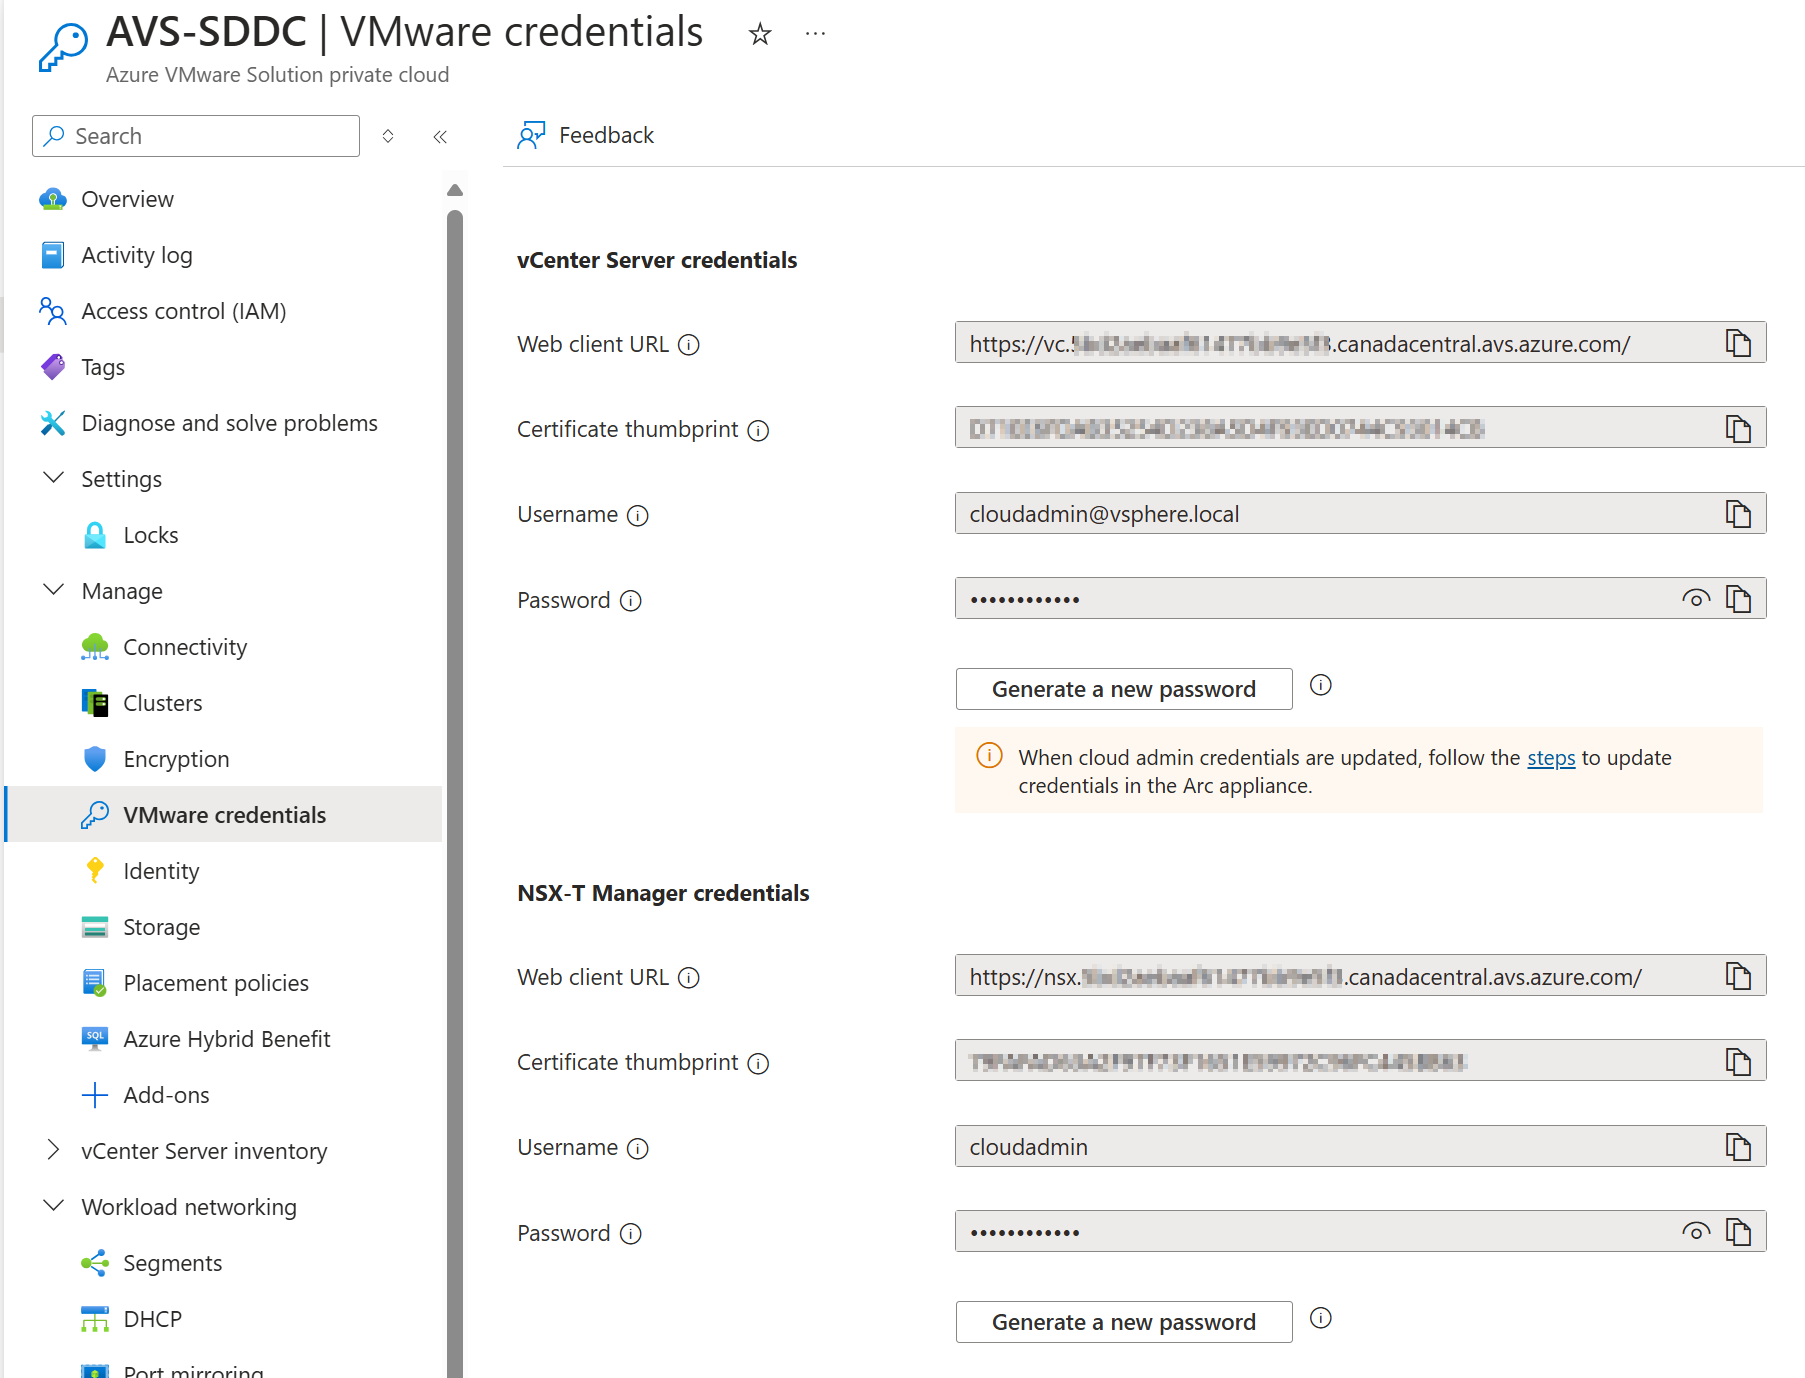 AVS-SDDC | VMware credentials
Azure VMware Solution private cloud
Search
Feedback
Overview
Activity log
Access control (IAM)
Tags
Diagnose and solve problems
Settings
Locks
Manage
Connectivity
Clusters
Encryption
VMware credentials
Identity
Storage
Placement policies
SQL
Azure Hybrid Benefit
Add-ons
vCenter Server inventory
Workload networking
Segments
DHCP
Port mirroring
vCenter Server credentials
Web client URL
https://vc. .canadacentral.avs.azure.com/
Certificate thumbprint
Username
cloudadmin@vsphere.local
Password
••••••••••••
Generate a new password
When cloud admin credentials are updated, follow the steps to update
credentials in the Arc appliance.
NSX-T Manager credentials
Web client URL
https://nsx. .canadacentral.avs.azure.com/
Certificate thumbprint
Username
cloudadmin
Password
••••••••••••
Generate a new password